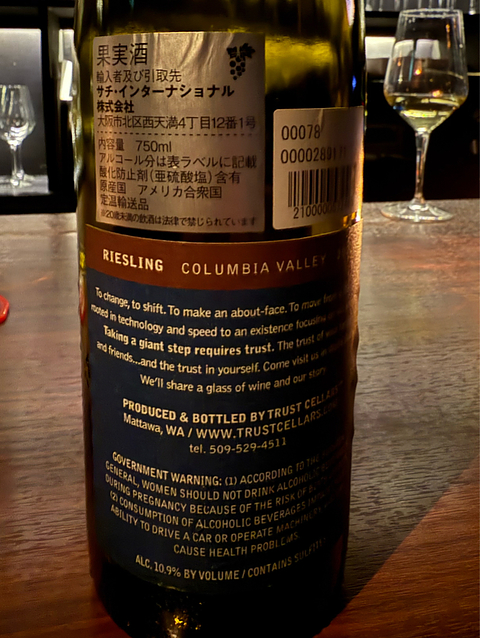 果実酒
輸入者及び引取先
サチ・インターナショナル
株式会社
大阪市北区西天満4丁目12番1号
内容量 750ml
アルコール分は表ラベルに記載
酸化防止剤(亜硫酸塩)含有
原産国 アメリカ合衆国
定温輸送品
※20歳未満の飲酒は法律で禁じられています
00078
RIESLING COLUMBIA VALLEY
To change, to shift. To make an about-face. To move
rooted in technology and speed to an existence
Taking a giant step requires trust. The trust of
and friends...and the trust in yourself. Come visit us
We'll share a glass of wine and our story.
PRODUCED & BOTTLED BY TRUST CELLARS
Mattawa, WA / WWW.TRUSTCELLARS.COM
tel. 509-529-4511
GOVERNMENT WARNING: (1) ACCORDING TO THE
GENERAL, WOMEN SHOULD NOT DRINK ALCOHOLIC
DURING PREGNANCY BECAUSE OF THE RISK OF
(2) CONSUMPTION OF ALCOHOLIC BEVERAGES
ABILITY TO DRIVE A CAR OR OPERATE MACHINERY
CAUSE HEALTH PROBLEMS.
ALC. 10.9% BY VOLUME / CONTAINS SULFITES